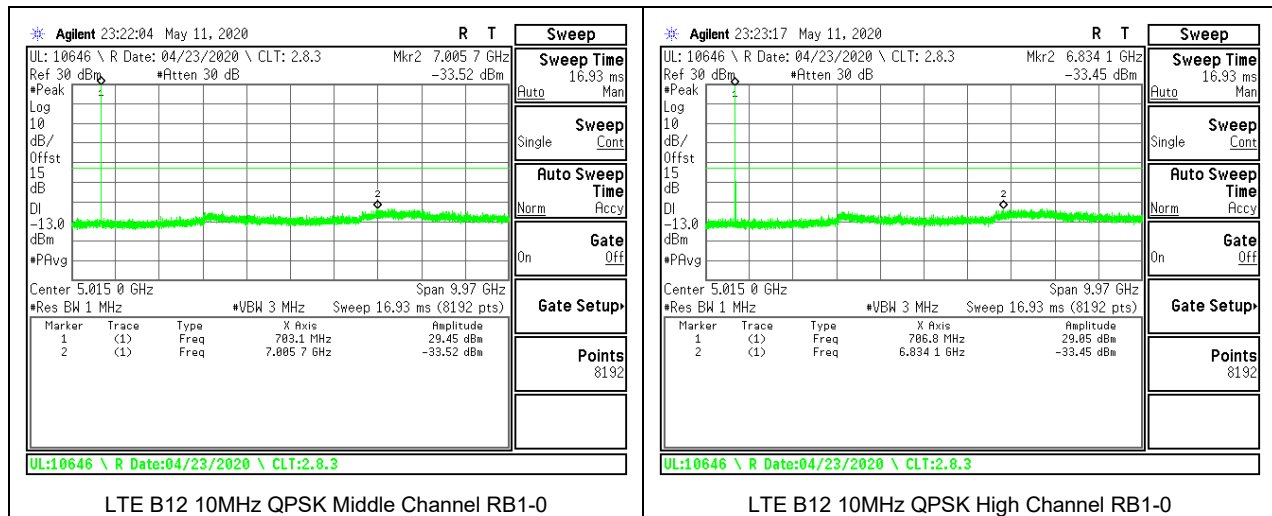 Agilent 23:22:04 May 11, 2020 R T
UL: 10646 \ R Date: 04/23/2020 \ CLT: 2.8.3 Mkr2 7.005 7 GHz
Ref 30 dBm #Atten 30 dB -33.52 dBm
#Peak
1
Log
10
dB/
Offst
15
dB
2
DI
-13.0
dBm
#PAvg
Center 5.015 0 GHz Span 9.97 GHz
#Res BW 1 MHz #VBW 3 MHz Sweep 16.93 ms (8192 pts)
Marker Trace Type X Axis Amplitude
1 (1) Freq 703.1 MHz 29.45 dBm
2 (1) Freq 7.005 7 GHz -33.52 dBm
UL:10646 \ R Date:04/23/2020 \ CLT:2.8.3
Sweep
Sweep Time
16.93 ms
Auto Man
Sweep
Single Cont
Auto Sweep
Time
Norm Accy
Gate
On Off
Gate Setup▸
Points
8192
LTE B12 10MHz QPSK Middle Channel RB1-0
Agilent 23:23:17 May 11, 2020 R T
UL: 10646 \ R Date: 04/23/2020 \ CLT: 2.8.3 Mkr2 6.834 1 GHz
Ref 30 dBm #Atten 30 dB -33.45 dBm
#Peak
1
Log
10
dB/
Offst
15
dB
2
DI
-13.0
dBm
#PAvg
Center 5.015 0 GHz Span 9.97 GHz
#Res BW 1 MHz #VBW 3 MHz Sweep 16.93 ms (8192 pts)
Marker Trace Type X Axis Amplitude
1 (1) Freq 706.8 MHz 29.05 dBm
2 (1) Freq 6.834 1 GHz -33.45 dBm
UL:10646 \ R Date:04/23/2020 \ CLT:2.8.3
Sweep
Sweep Time
16.93 ms
Auto Man
Sweep
Single Cont
Auto Sweep
Time
Norm Accy
Gate
On Off
Gate Setup▸
Points
8192
LTE B12 10MHz QPSK High Channel RB1-0